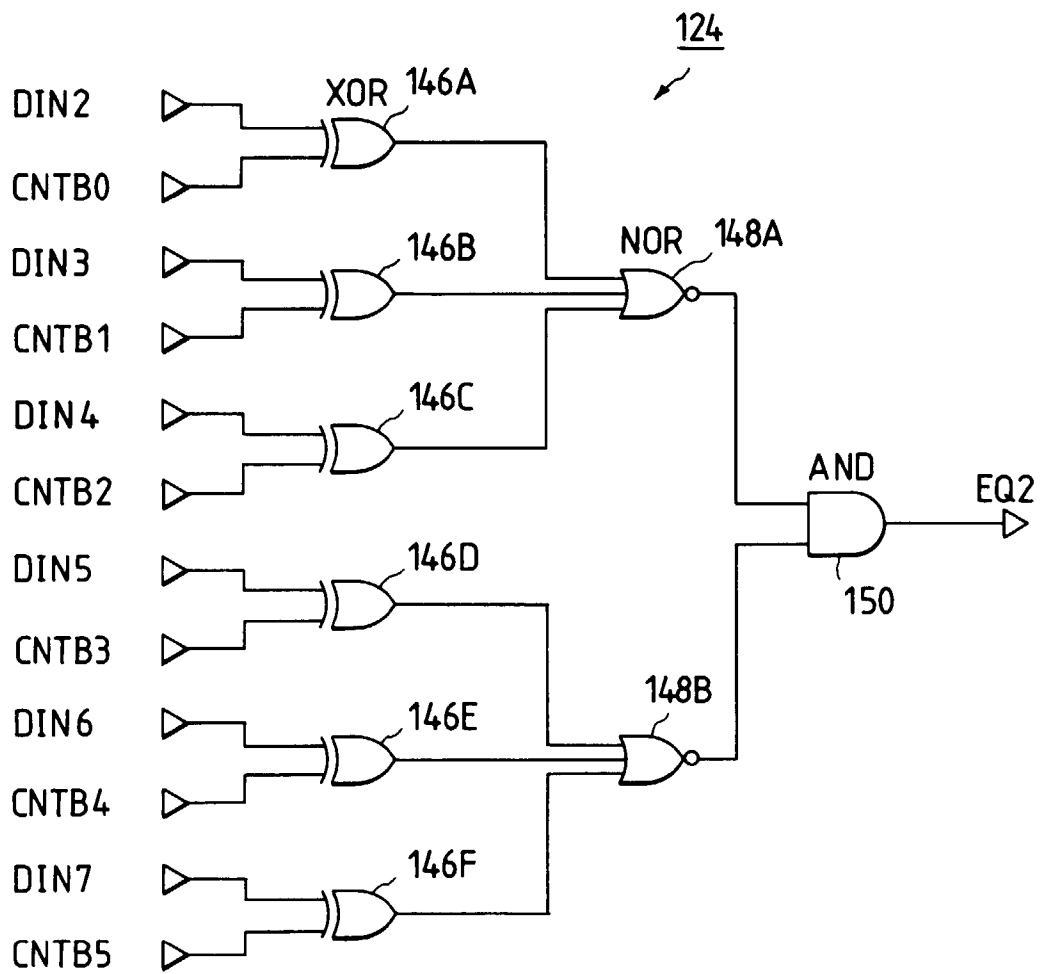 124
DIN2
XOR
146A
CNTB0
DIN3
146B
NOR
148A
CNTB1
DIN4
146C
CNTB2
AND
EQ2
DIN5
146D
150
CNTB3
148B
DIN6
146E
CNTB4
DIN7
146F
CNTB5